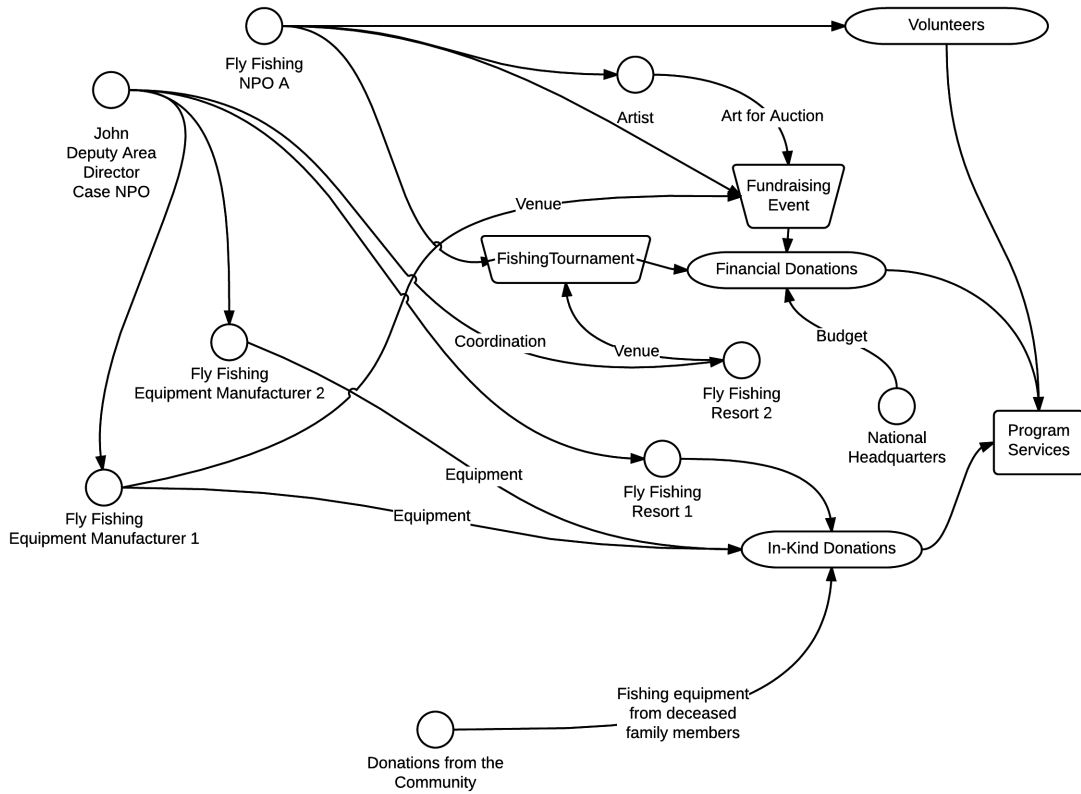 Volunteers
Fly Fishing
NPO A
John
Deputy Area
Director
Case NPO
Artist
Art for Auction
Fundraising
Event
Venue
FishingTournament
Financial Donations
Coordination
Venue
Budget
Fly Fishing
Equipment Manufacturer 2
Fly Fishing
Resort 2
National
Headquarters
Program
Services
Equipment
Fly Fishing
Resort 1
Fly Fishing
Equipment Manufacturer 1
Equipment
In-Kind Donations
Fishing equipment
from deceased
family members
Donations from the
Community